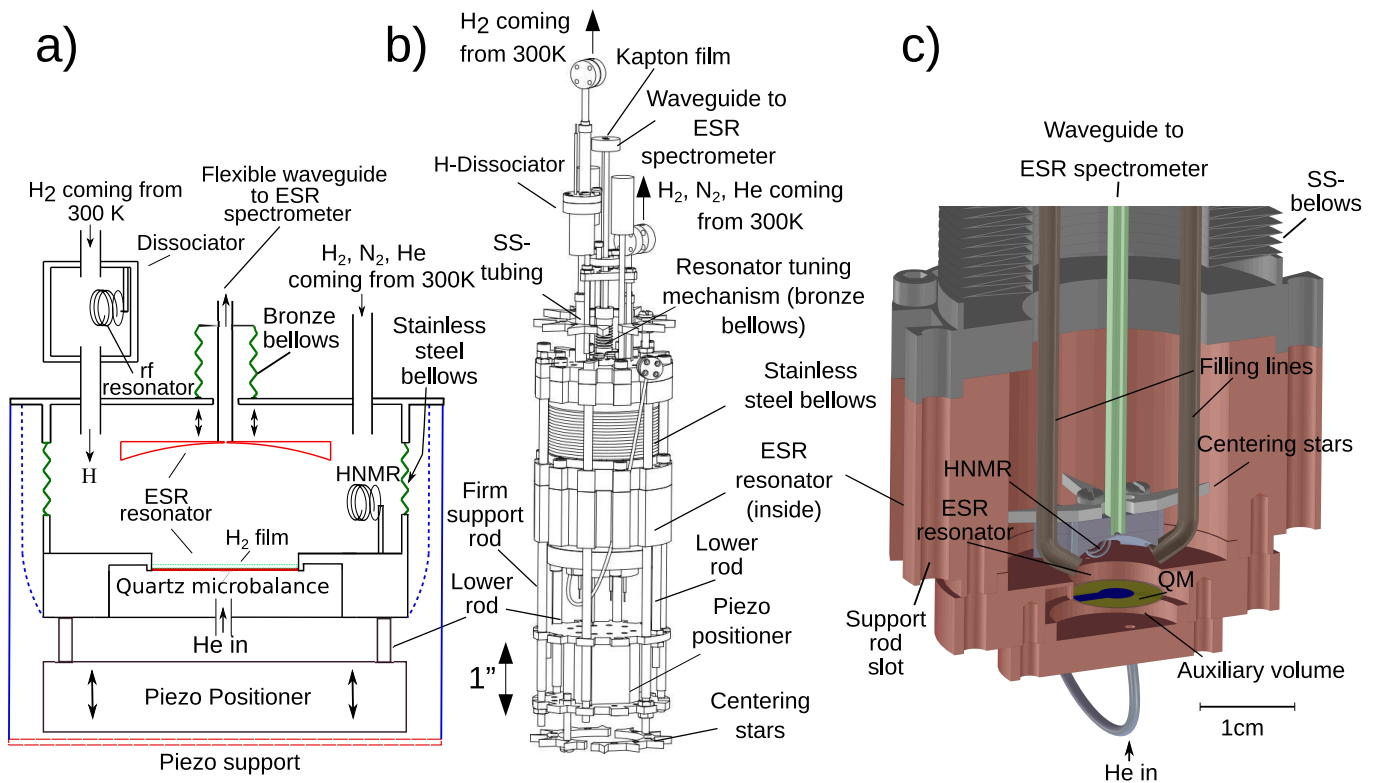 a)
H2 coming from
300 K
Dissociator
Flexible waveguide
to ESR
spectrometer
H2, N2, He
coming from 300K
Bronze
bellows
Stainless
steel
bellows
rf
resonator
H
HNMR
ESR
resonator
H2 film
Quartz microbalance
He in
Lower
rod
Piezo Positioner
Piezo support
b)
H2 coming
from 300K
Kapton film
Waveguide to
ESR
spectrometer
H-Dissociator
H2, N2, He coming
from 300K
SS-
tubing
Resonator tuning
mechanism (bronze
bellows)
Stainless
steel bellows
ESR
resonator
(inside)
Firm
support
rod
Lower
rod
Piezo
positioner
1”
Centering
stars
c)
Waveguide to
ESR spectrometer
SS-
belows
Filling lines
Centering stars
HNMR
ESR
resonator
QM
Support
rod
slot
Auxiliary volume
1cm
He in